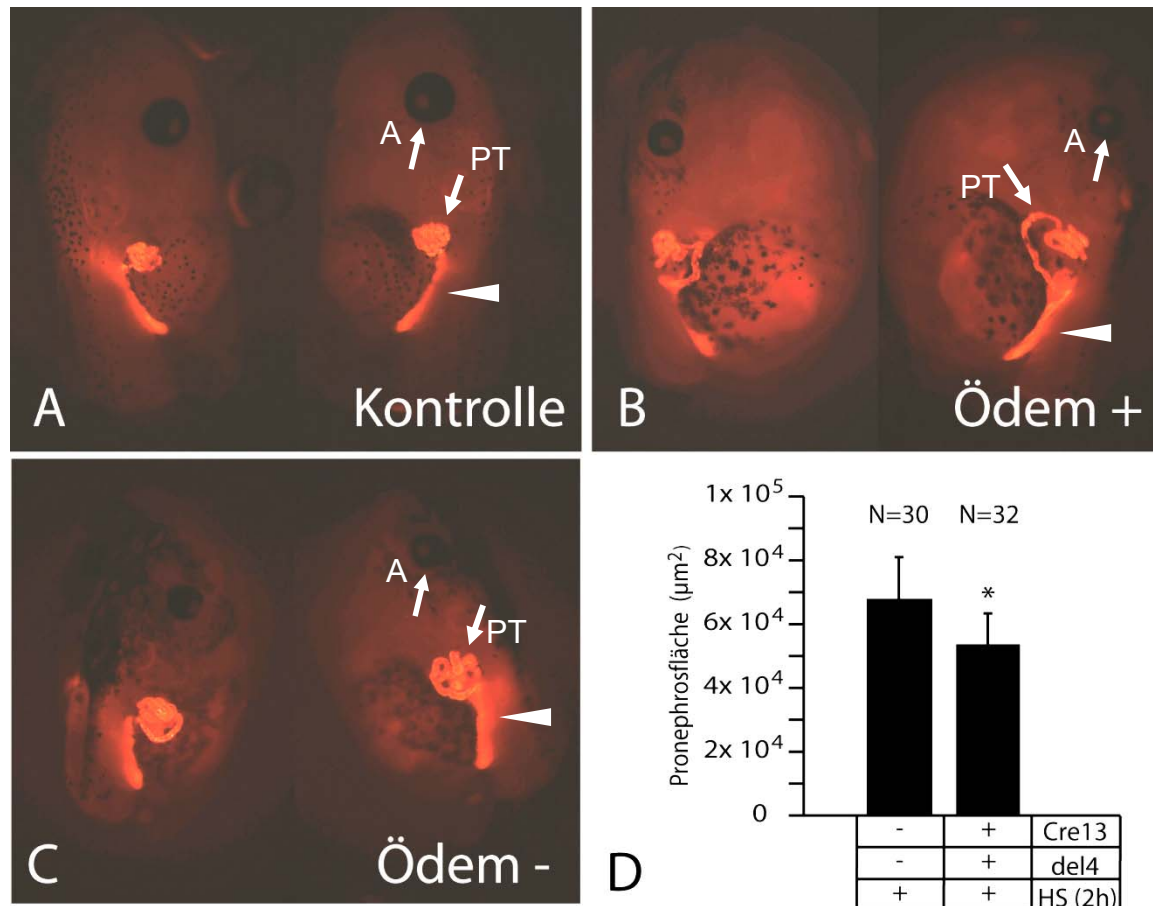 A
PT
A
Kontrolle
A
PT
B
Ödem +
A
PT
C
Ödem -
1x 10⁵
N=30 N=32
8x 10⁴
*
6x 10⁴
4x 10⁴
2x 10⁴
0
Pronephrosfläche (µm²)
- + Cre13
- + del4
+ + HS (2h)
D